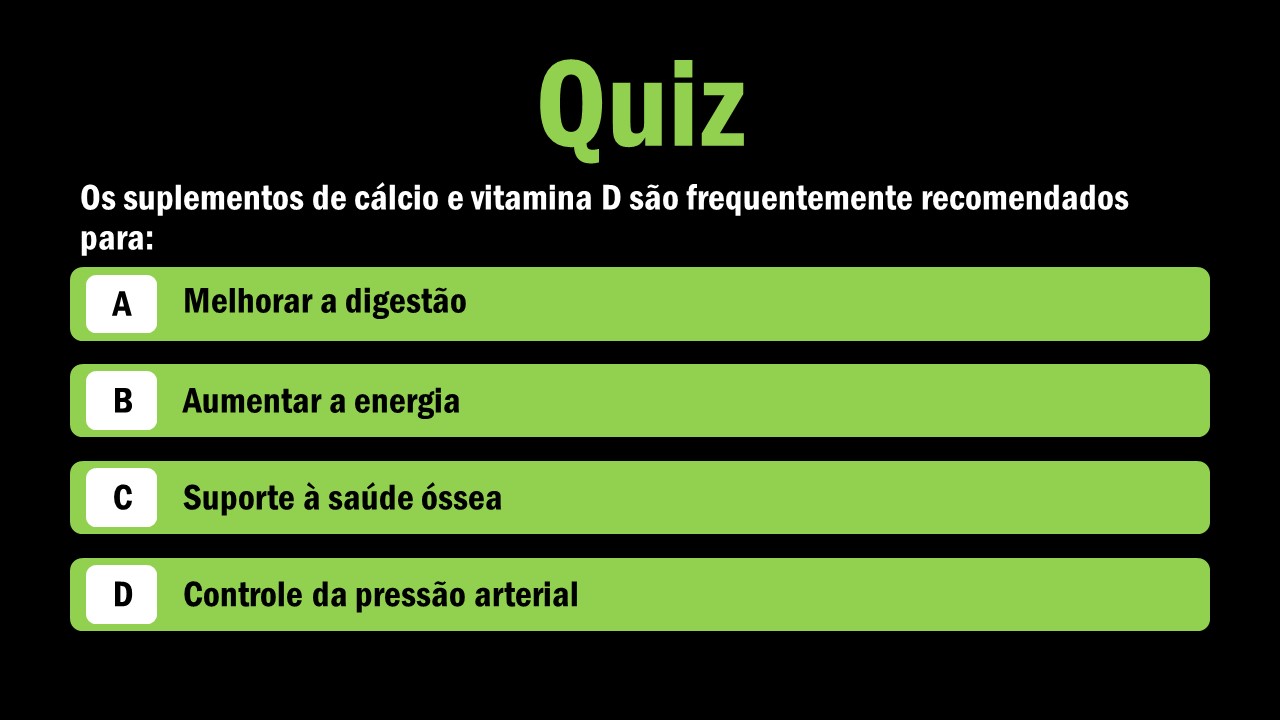 Quiz
Os suplementos de cálcio e vitamina D são frequentemente recomendados
para:
A Melhorar a digestão
B Aumentar a energia
C Suporte à saúde óssea
D Controle da pressão arterial